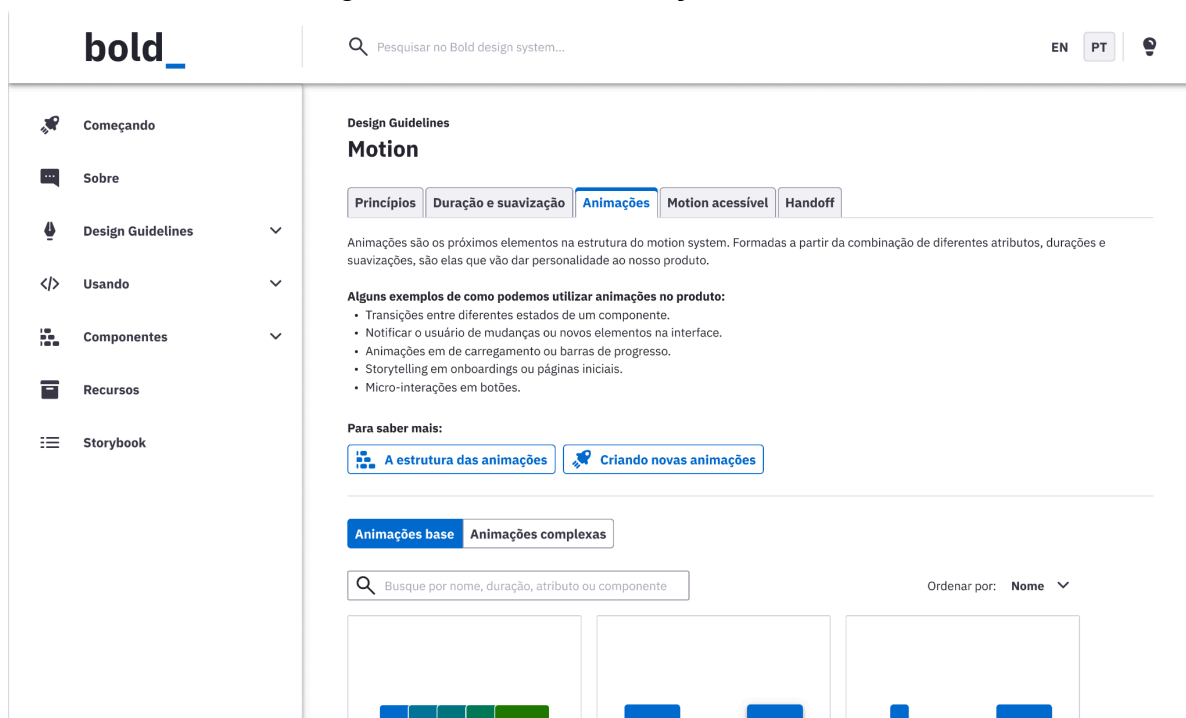 bold_
Pesquisar no Bold design system...
EN PT
Começando
Sobre
Design Guidelines
Usando
Componentes
Recursos
Storybook
Design Guidelines
Motion
Princípios Duração e suavização Animações Motion acessível Handoff
Animações são os próximos elementos na estrutura do motion system. Formadas a partir da combinação de diferentes atributos, durações e
suavizações, são elas que vão dar personalidade ao nosso produto.
Alguns exemplos de como podemos utilizar animações no produto:
• Transições entre diferentes estados de um componente.
• Notificar o usuário de mudanças ou novos elementos na interface.
• Animações em de carregamento ou barras de progresso.
• Storytelling em onboardings ou páginas iniciais.
• Micro-interações em botões.
Para saber mais:
A estrutura das animações Criando novas animações
Animações base Animações complexas
Busque por nome, duração, atributo ou componente
Ordenar por: Nome